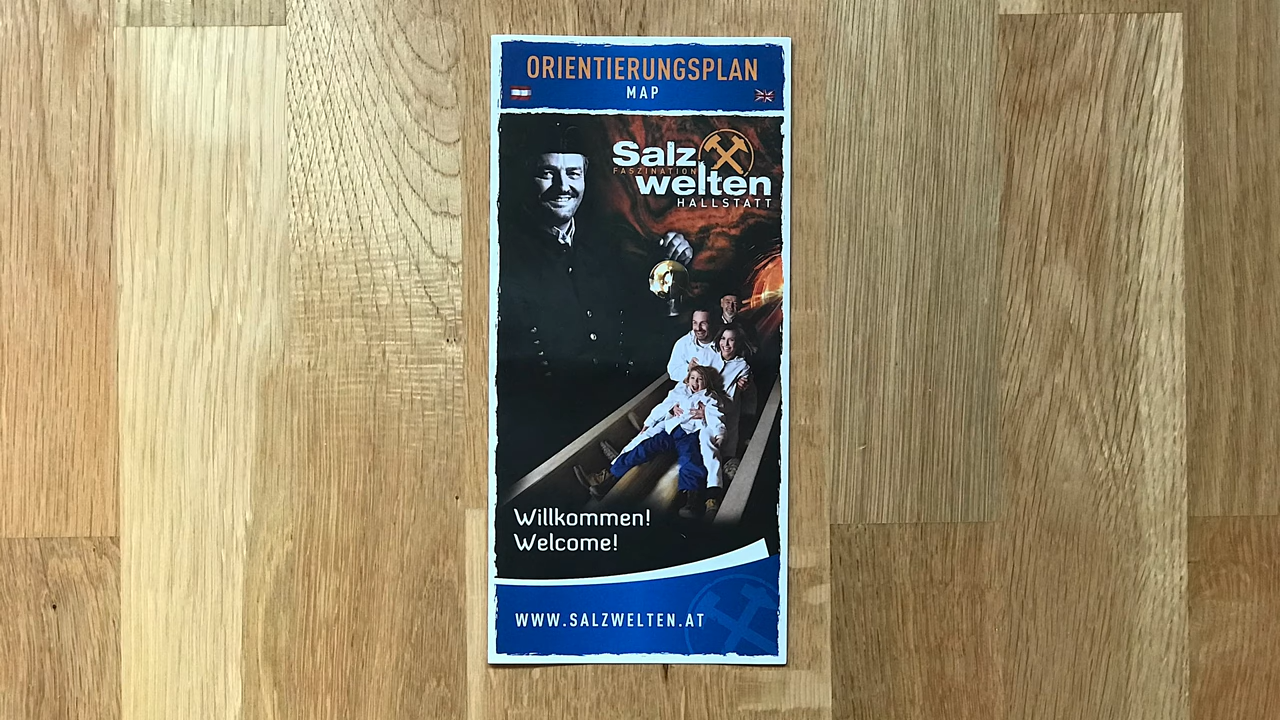 ORIENTIERUNGSPLAN
MAP
Salz
FASZINATION
welten
HALLSTATT
Willkommen!
Welcome!
WWW.SALZWELTEN.AT